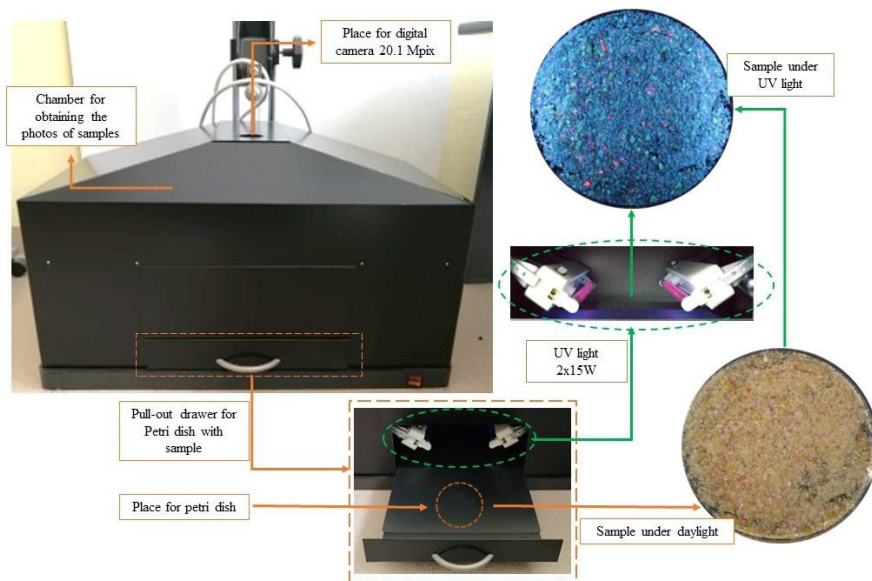 Place for digital
camera 20.1 Mpix
Sample under
UV light
Chamber for
obtaining the
photos of samples
UV light
2x15W
Pull-out drawer for
Petri dish with
sample
Place for petri dish
Sample under daylight